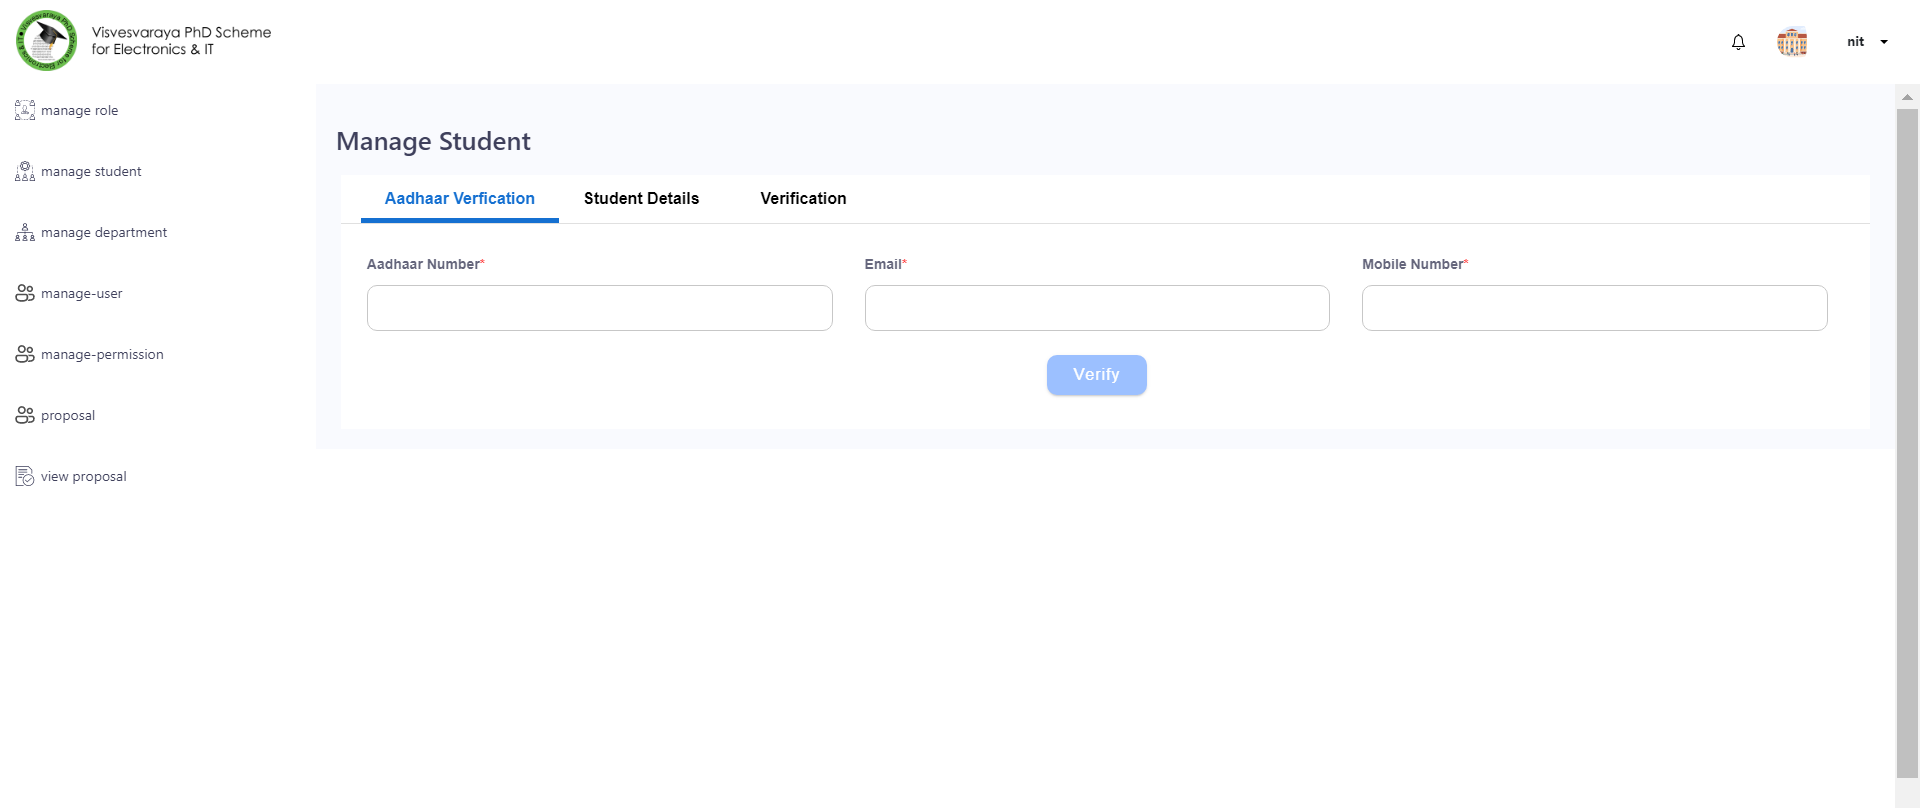 Visvesvaraya PhD Scheme
for Electronics & IT
nit
manage role
manage student
manage department
manage-user
manage-permission
proposal
view proposal
Manage Student
Aadhaar Verfication
Student Details
Verification
Aadhaar Number*
Email*
Mobile Number*
Verify